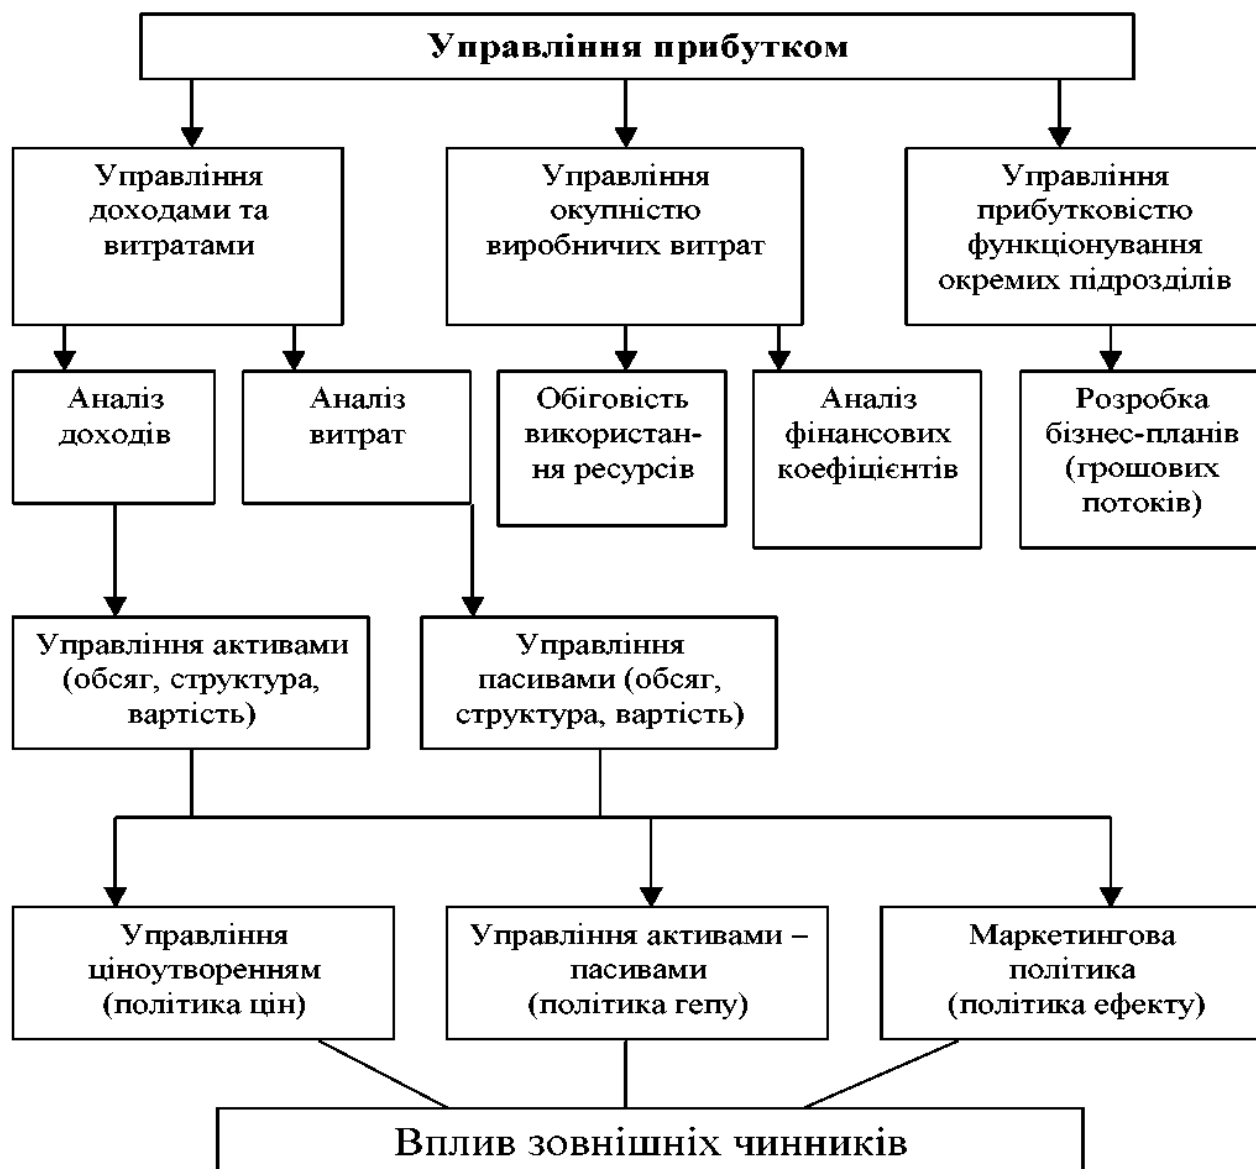 Управління прибутком
Управління
доходами та
витратами
Управління
окупністю
виробничих витрат
Управління
прибутковістю
функціонування
окремих підрозділів
Аналіз
доходів
Аналіз
витрат
Обіговість
використан-
ня ресурсів
Аналіз
фінансових
коефіцієнтів
Розробка
бізнес-планів
(грошових
потоків)
Управління активами
(обсяг, структура,
вартість)
Управління
пасивами (обсяг,
структура, вартість)
Управління
ціноутворенням
(політика цін)
Управління активами –
пасивами
(політика гепу)
Маркетингова
політика
(політика ефекту)
Вплив зовнішніх чинників